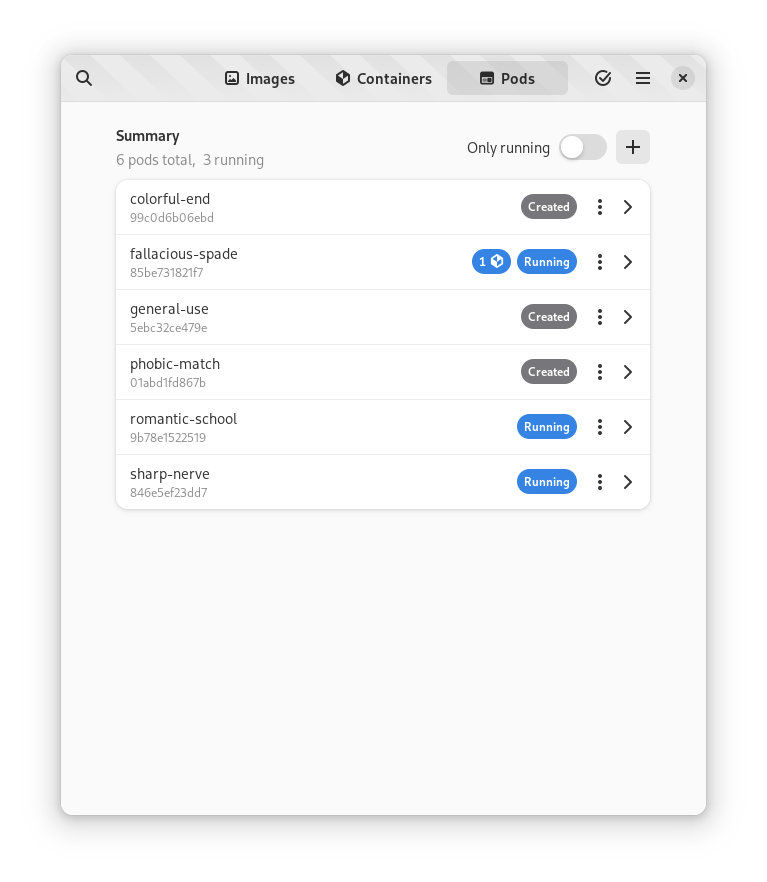 Images Containers Pods
Summary
6 pods total, 3 running
Only running
colorful-end
99c0d6b06ebd
Created
fallacious-spade
85be731821f7
1 Running
general-use
5ebc32ce479e
Created
phobic-match
01abd1fd867b
Created
romantic-school
9b78e1522519
Running
sharp-nerve
846e5ef23dd7
Running